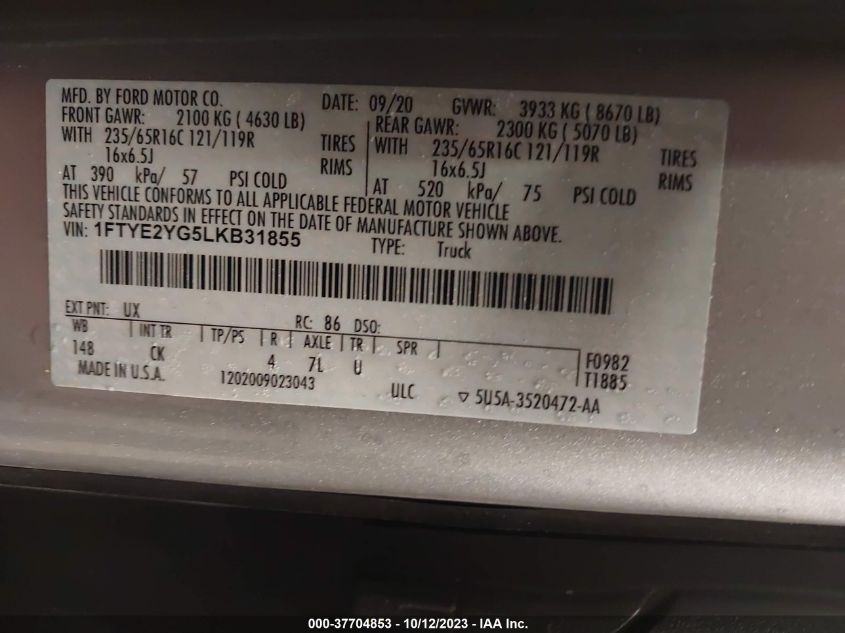 MFD. BY FORD MOTOR CO. DATE: 09/20 GVWR: 3933 KG ( 8670 LB)
FRONT GAWR: 2100 KG ( 4630 LB) REAR GAWR: 2300 KG ( 5070 LB)
WITH 235/65R16C 121/119R TIRES WITH 235/65R16C 121/119R TIRES
16x6.5J RIMS 16x6.5J RIMS
AT 390 kPa/ 57 PSI COLD AT 520 kPa/ 75 PSI COLD
THIS VEHICLE CONFORMS TO ALL APPLICABLE FEDERAL MOTOR VEHICLE
SAFETY STANDARDS IN EFFECT ON THE DATE OF MANUFACTURE SHOWN ABOVE.
VIN: 1FTYE2YG5LKB31855 TYPE: Truck
EXT PNT: UX RC: 86 DSO:
WB INT TR TP/PS R AXLE TR SPR F0982
148 CK 4 7L U T1885
MADE IN U.S.A. 1202009023043 ULC ▽ 5U5A-3520472-AA
000-37704853 - 10/12/2023 - IAA Inc.